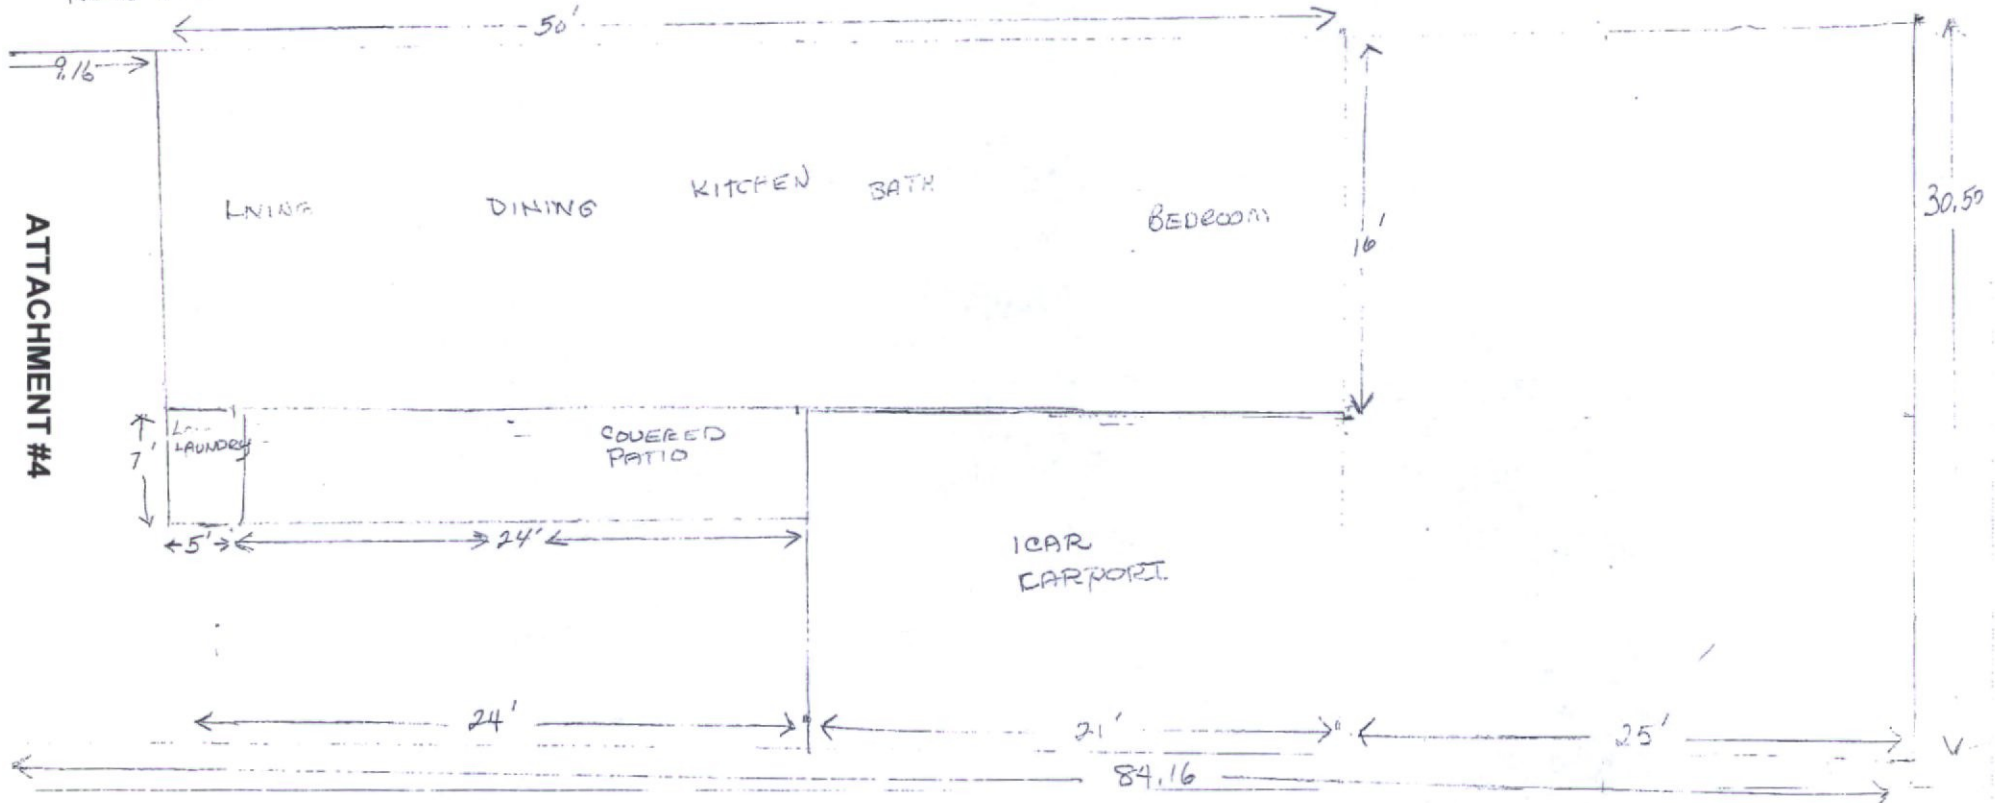 50'
9.16
30.50
KITCHEN
BATH
LIVING
DINING
BEDROOM
16'
ATTACHMENT #4
7'
LAUNDRY
COVERED
PATIO
5'
24'
1CAR
CARPORT
24'
21'
25'
84.16